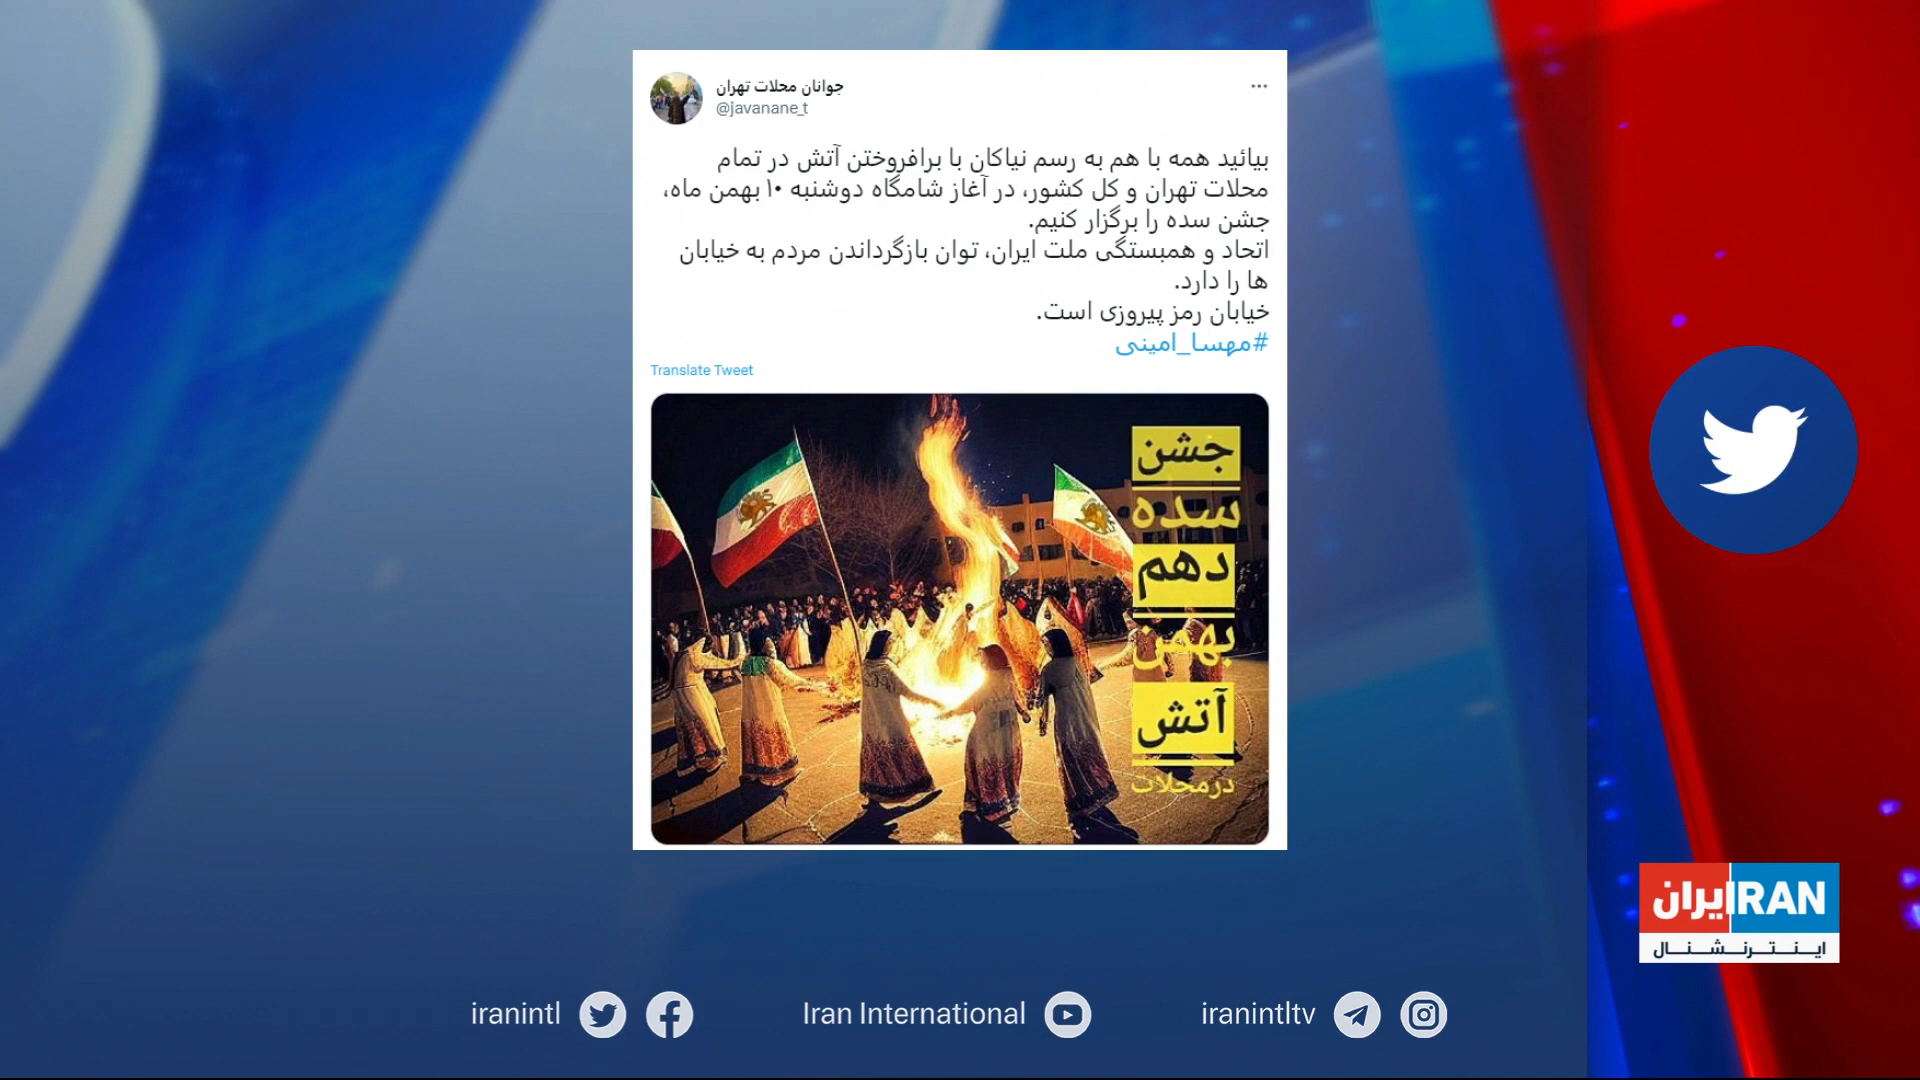 جوانان محلات تهران
@javanane_t
بیائید همه با هم به رسم نیاکان با برافروختن آتش در تمام
محلات تهران و کل کشور، در آغاز شامگاه دوشنبه ۱۰ بهمن ماه،
جشن سده را برگزار کنیم.
اتحاد و همبستگی ملت ایران، توان بازگرداندن مردم به خیابان
ها را دارد.
خیابان رمز پیروزی است.
#مهسا_امینی
Translate Tweet
جشن
سده
دهم
بهمن
آتش
درمحلات
ایران IRAN
اینترنشنال
iranintl
Iran International
iranintltv